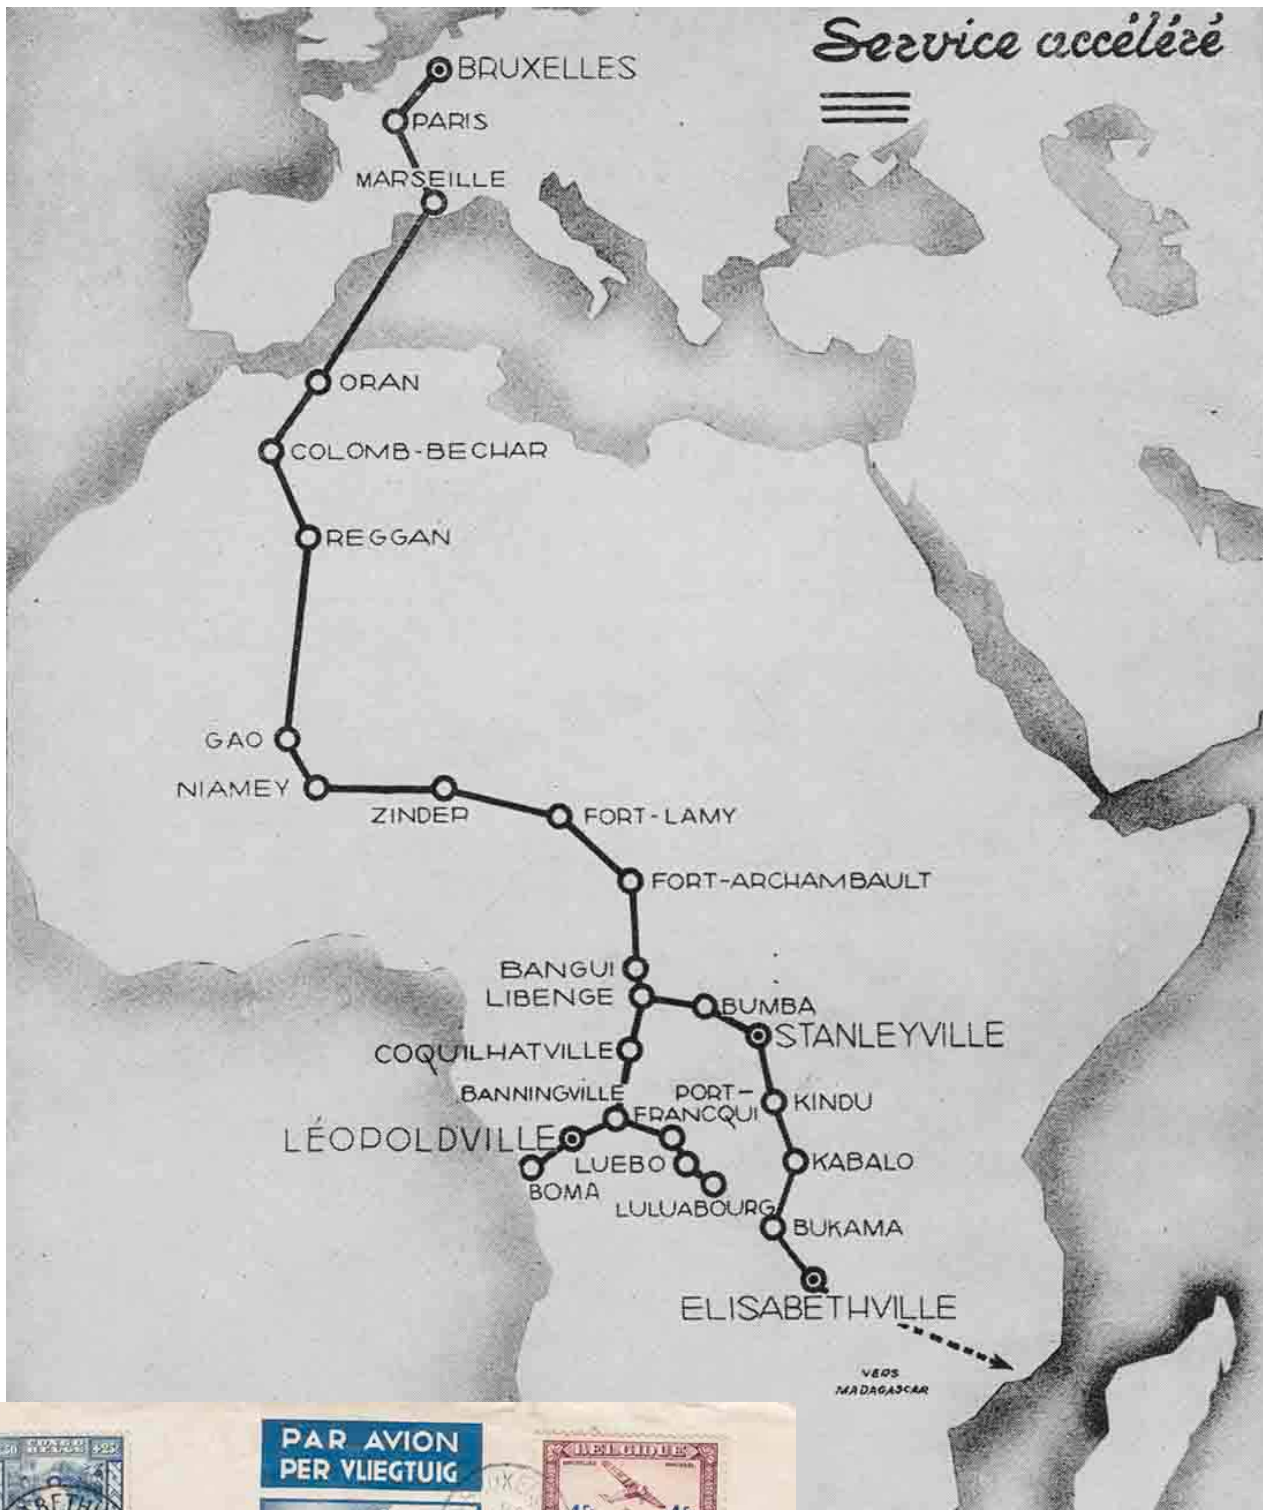 Service accéléré
BRUXELLES
PARIS
MARSEILLE
ORAN
COLOMB-BECHAR
REGGAN
GAO
NIAMEY
ZINDER
FORT-LAMY
FORT-ARCHAMBAULT
BANGUI
LIBENGE
BUMBA
STANLEYVILLE
COQUILHATVILLE
BANNINGVILLE
PORT-
FRANCQUI
KINDU
LÉOPOLDVILLE
LUEBO
KABALO
BOMA
LULUABOURG
BUKAMA
ELISABETHVILLE
VERS
MADAGASCAR
PAR AVION
PER VLIEGTUIG
CONGO
BELGE
BELGIQUE